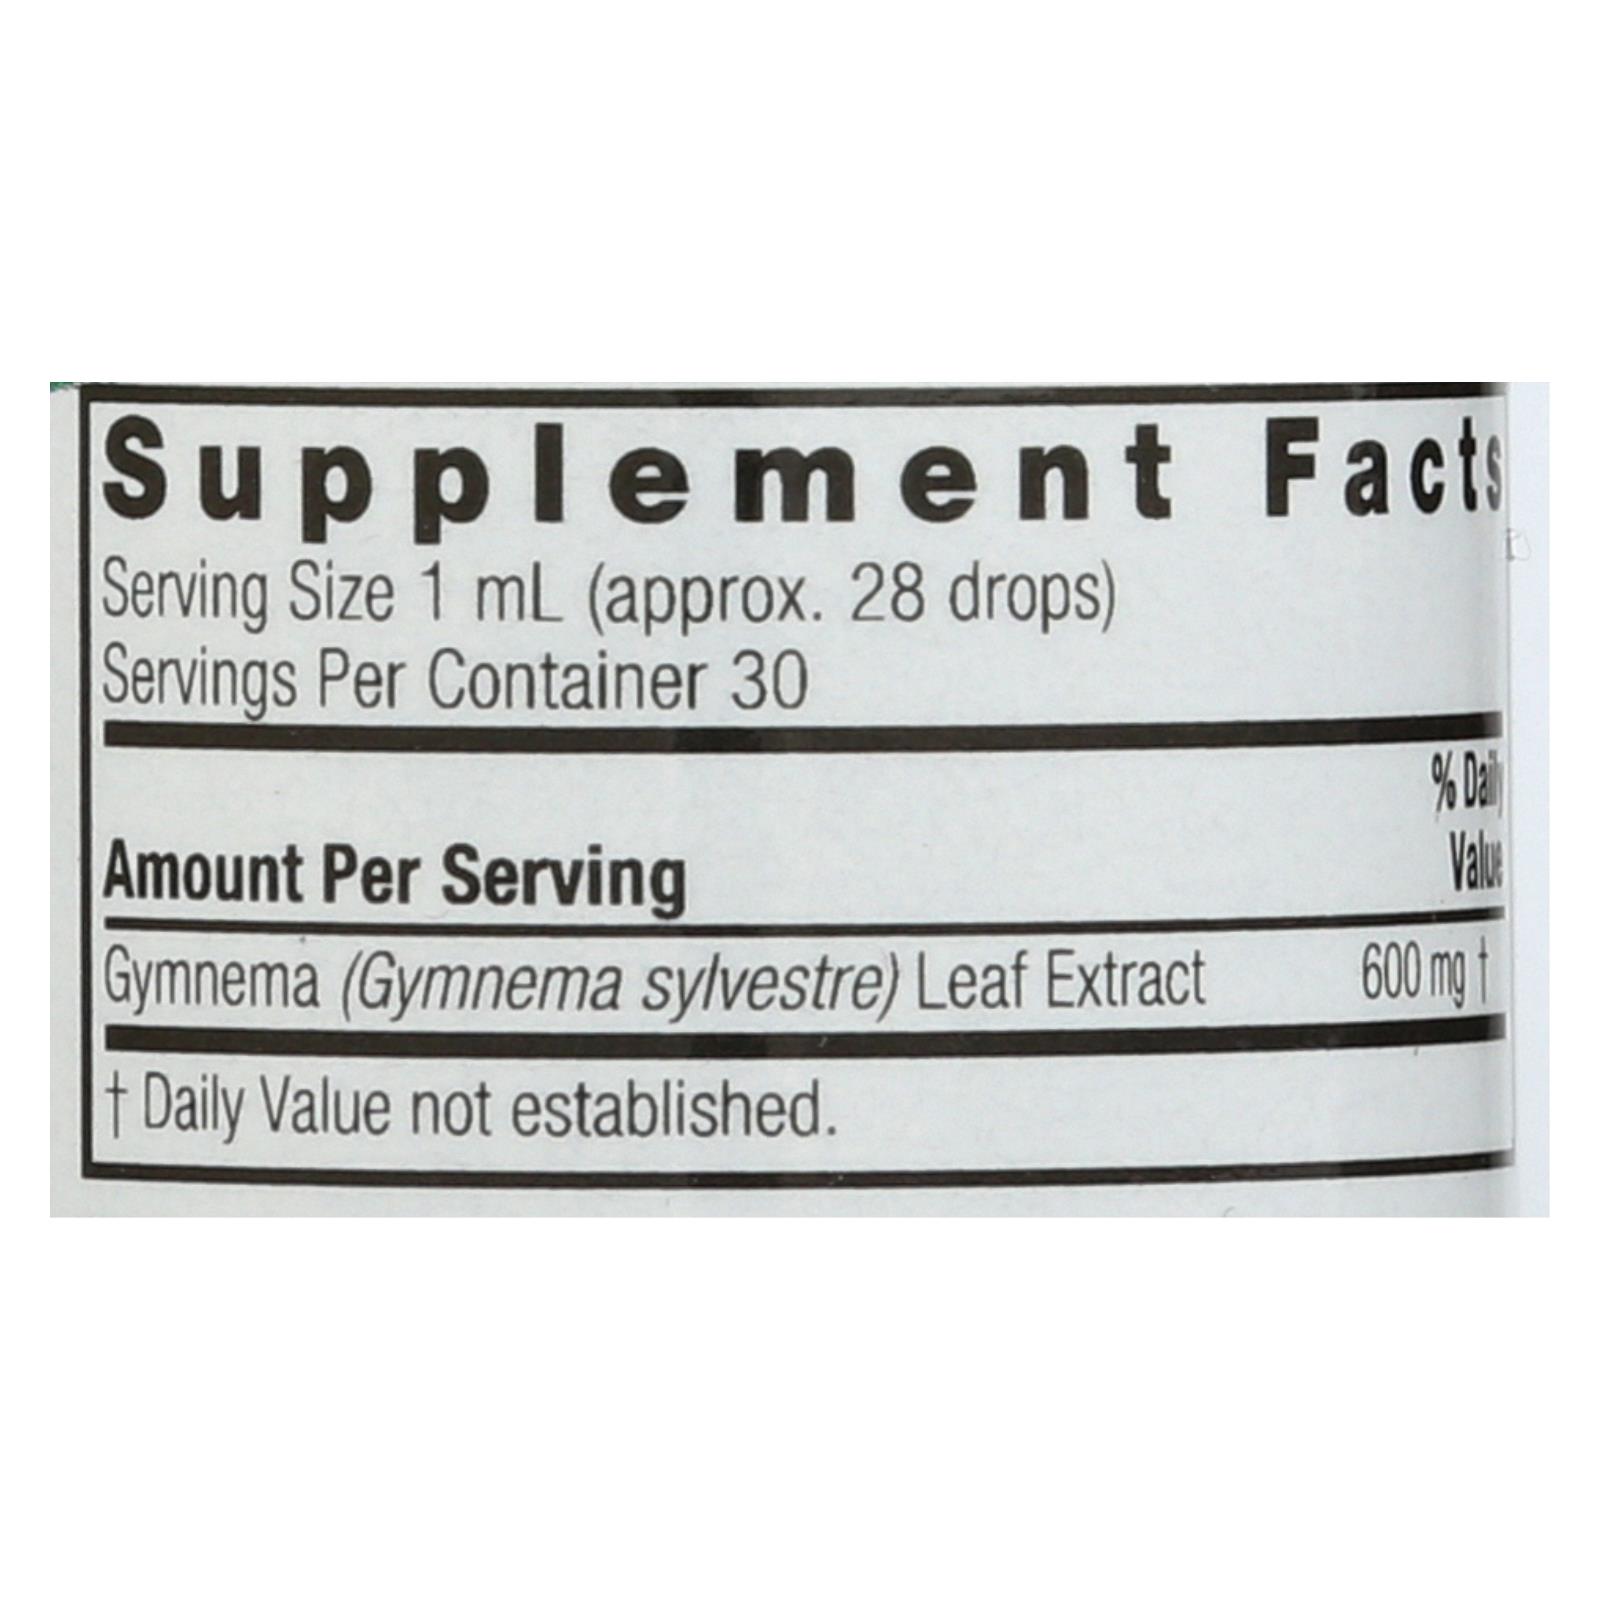 Supplement Facts
Serving Size 1 mL (approx. 28 drops)
Servings Per Container 30
% Daily
Value
Amount Per Serving
Gymnema (Gymnema sylvestre) Leaf Extract 600 mg †
† Daily Value not established.